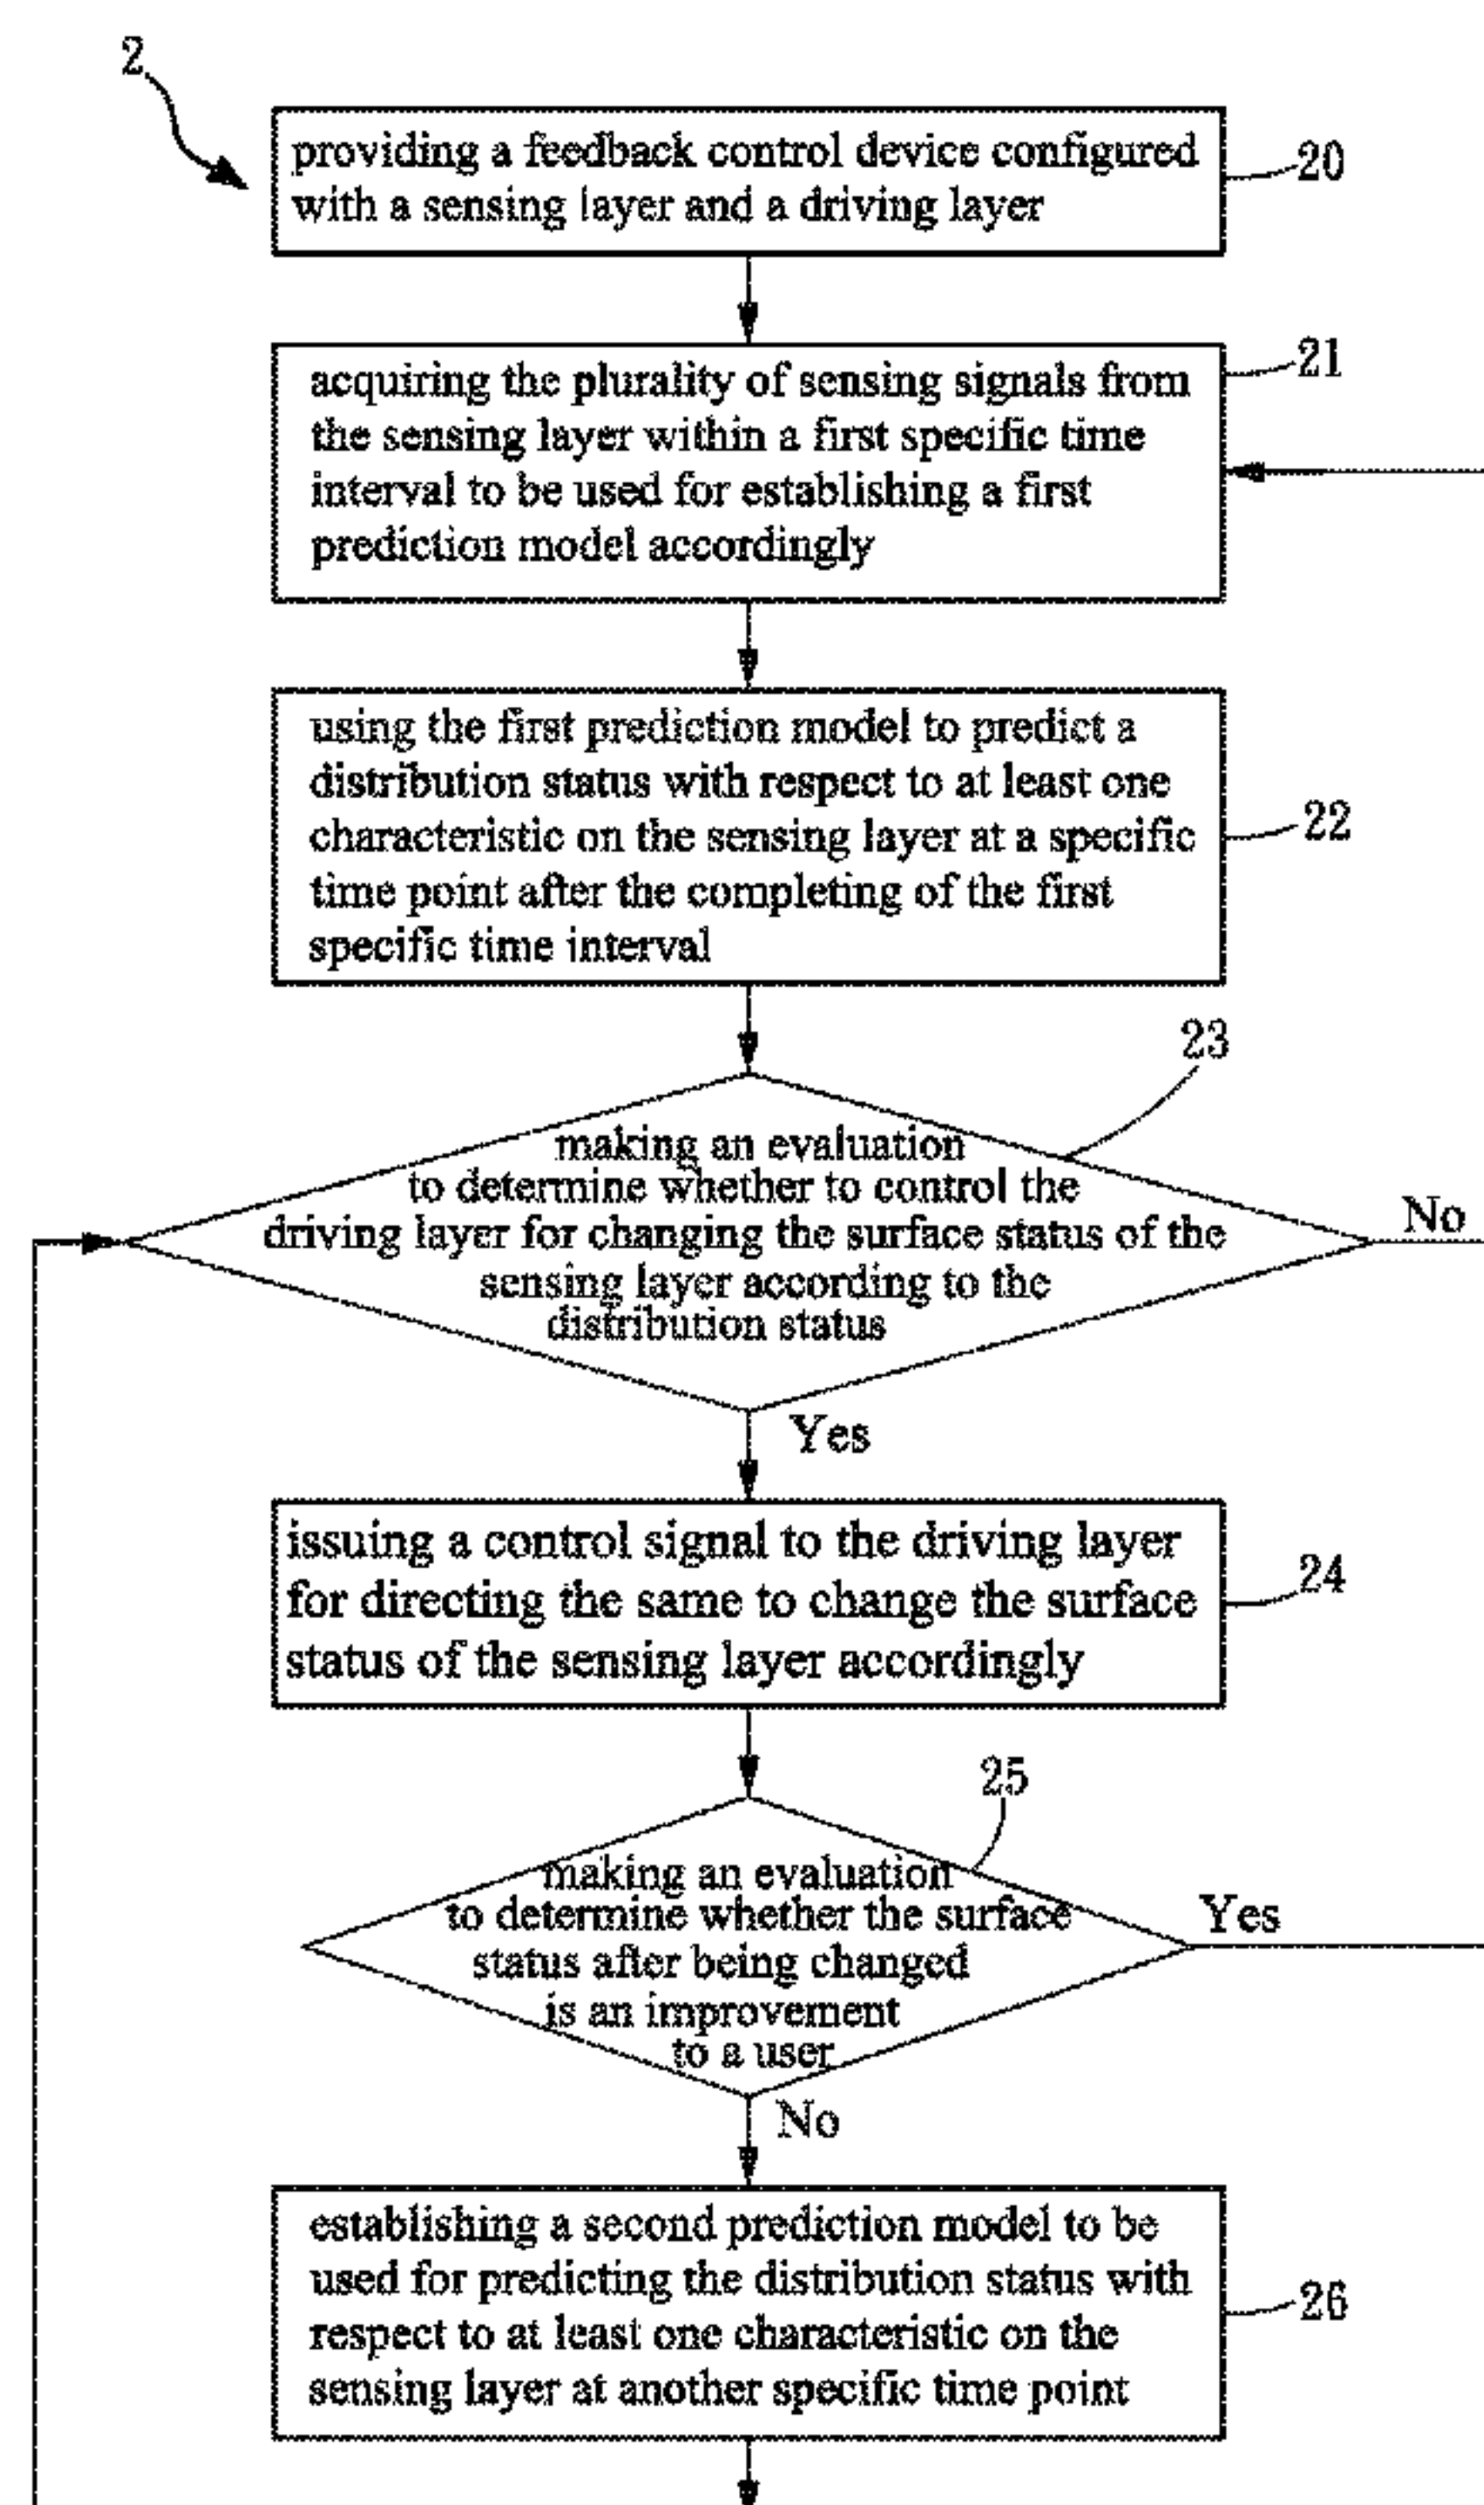 2
providing a feedback control device configured
with a sensing layer and a driving layer
20
acquiring the plurality of sensing signals from
the sensing layer within a first specific time
interval to be used for establishing a first
prediction model accordingly
21
using the first prediction model to predict a
distribution status with respect to at least one
characteristic on the sensing layer at a specific
time point after the completing of the first
specific time interval
22
23
making an evaluation
to determine whether to control the
driving layer for changing the surface status of the
sensing layer according to the
distribution status
No
Yes
issuing a control signal to the driving layer
for directing the same to change the surface
status of the sensing layer accordingly
24
25
making an evaluation
to determine whether the surface
status after being changed
is an improvement
to a user
Yes
No
establishing a second prediction model to be
used for predicting the distribution status with
respect to at least one characteristic on the
sensing layer at another specific time point
26